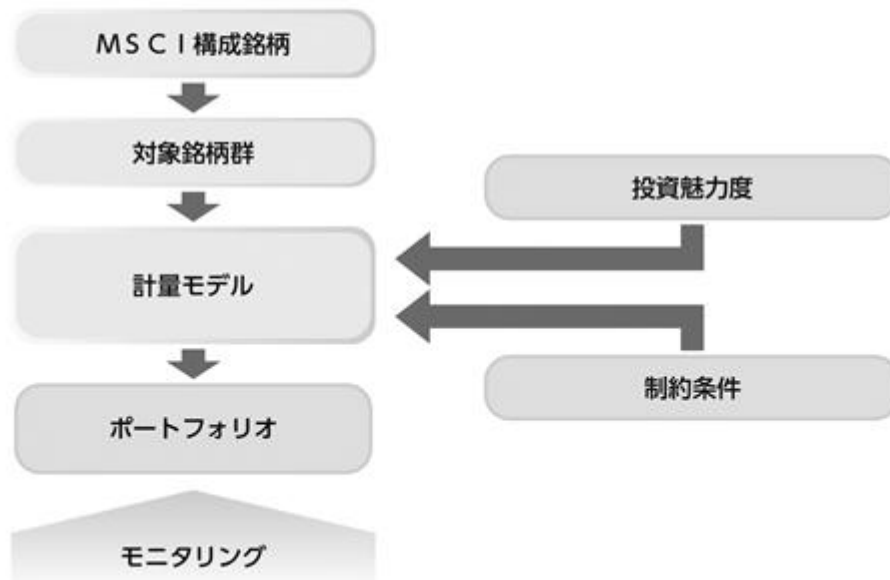 ＭＳＣＩ構成銘柄
対象銘柄群
投資魅力度
計量モデル
制約条件
ポートフォリオ
モニタリング